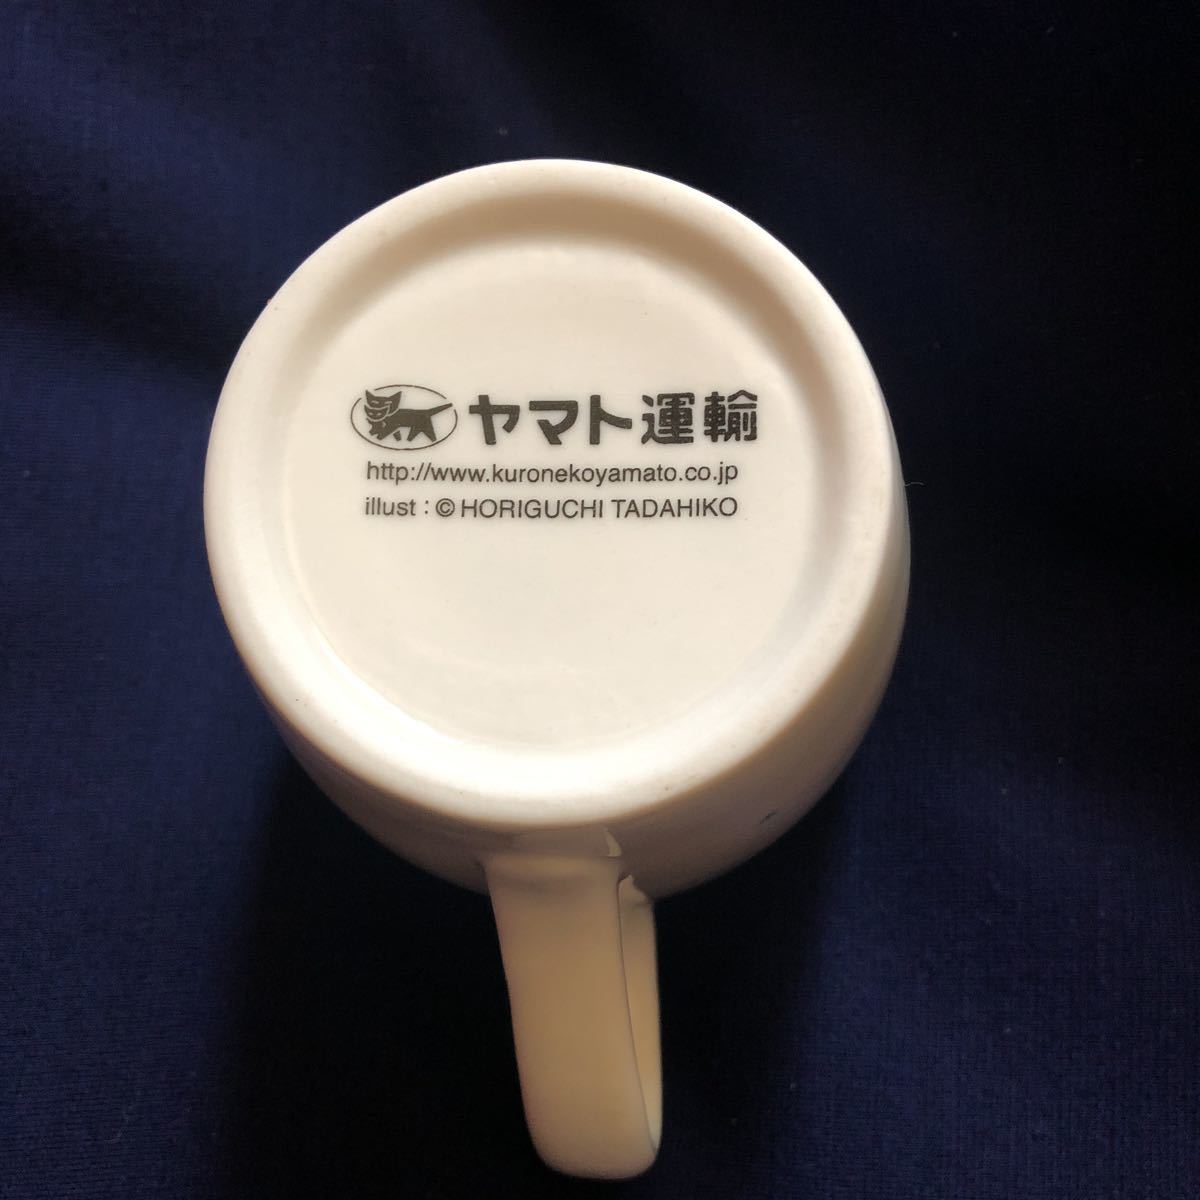 ヤマト運輸
http://www.kuronekoyamato.co.jp
illust : © HORIGUCHI TADAHIKO